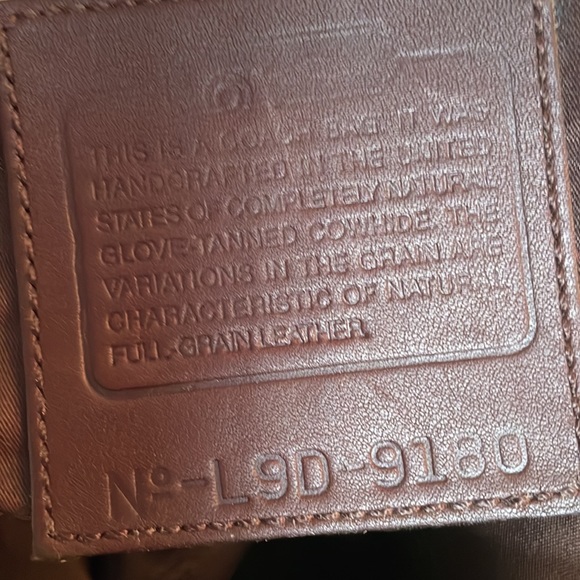 THIS IS A COACH BAG. IT WAS
HANDCRAFTED IN THE UNITED
STATES OF COMPLETELY NATURAL
GLOVE-TANNED COWHIDE. THE
VARIATIONS IN THE GRAIN ARE
CHARACTERISTIC OF NATURAL
FULL-GRAIN LEATHER.
Nº-L9D-9180